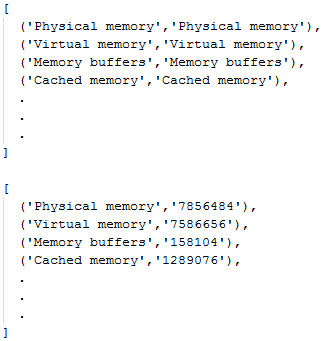 [
('Physical memory','Physical memory'),
('Virtual memory','Virtual memory'),
('Memory buffers','Memory buffers'),
('Cached memory','Cached memory'),
.
.
.
]
[
('Physical memory','7856484'),
('Virtual memory','7586656'),
('Memory buffers','158104'),
('Cached memory','1289076'),
.
.
.
]